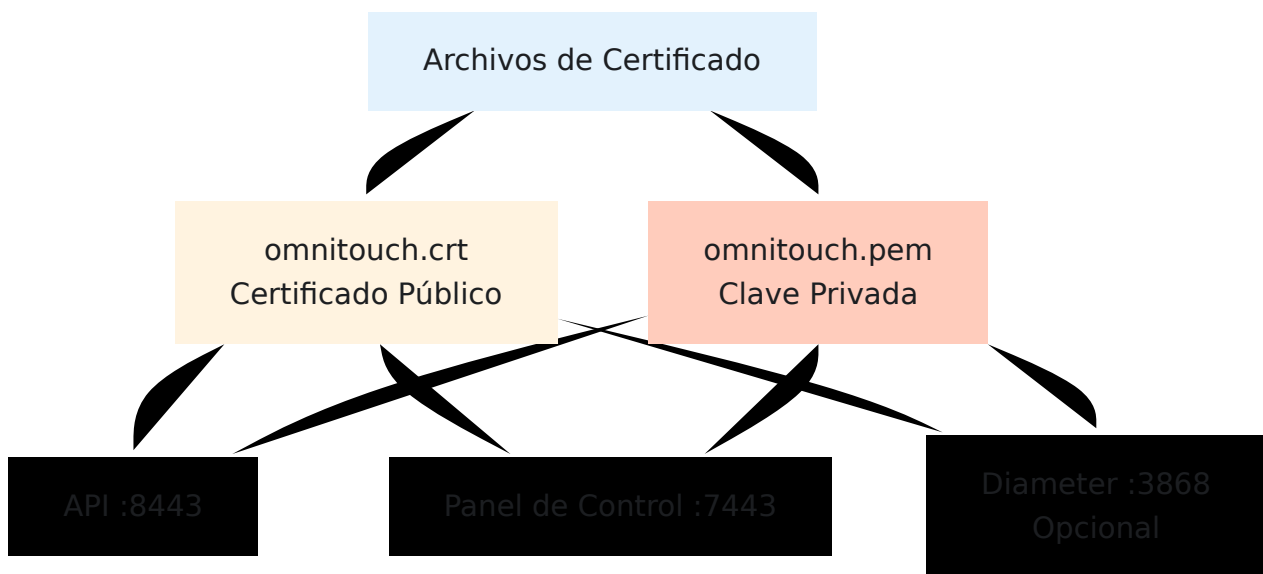 Archivos de Certificado
omnitouch.crt
Certificado Público
omnitouch.pem
Clave Privada
API :8443
Panel de Control :7443
Diameter :3868
Opcional